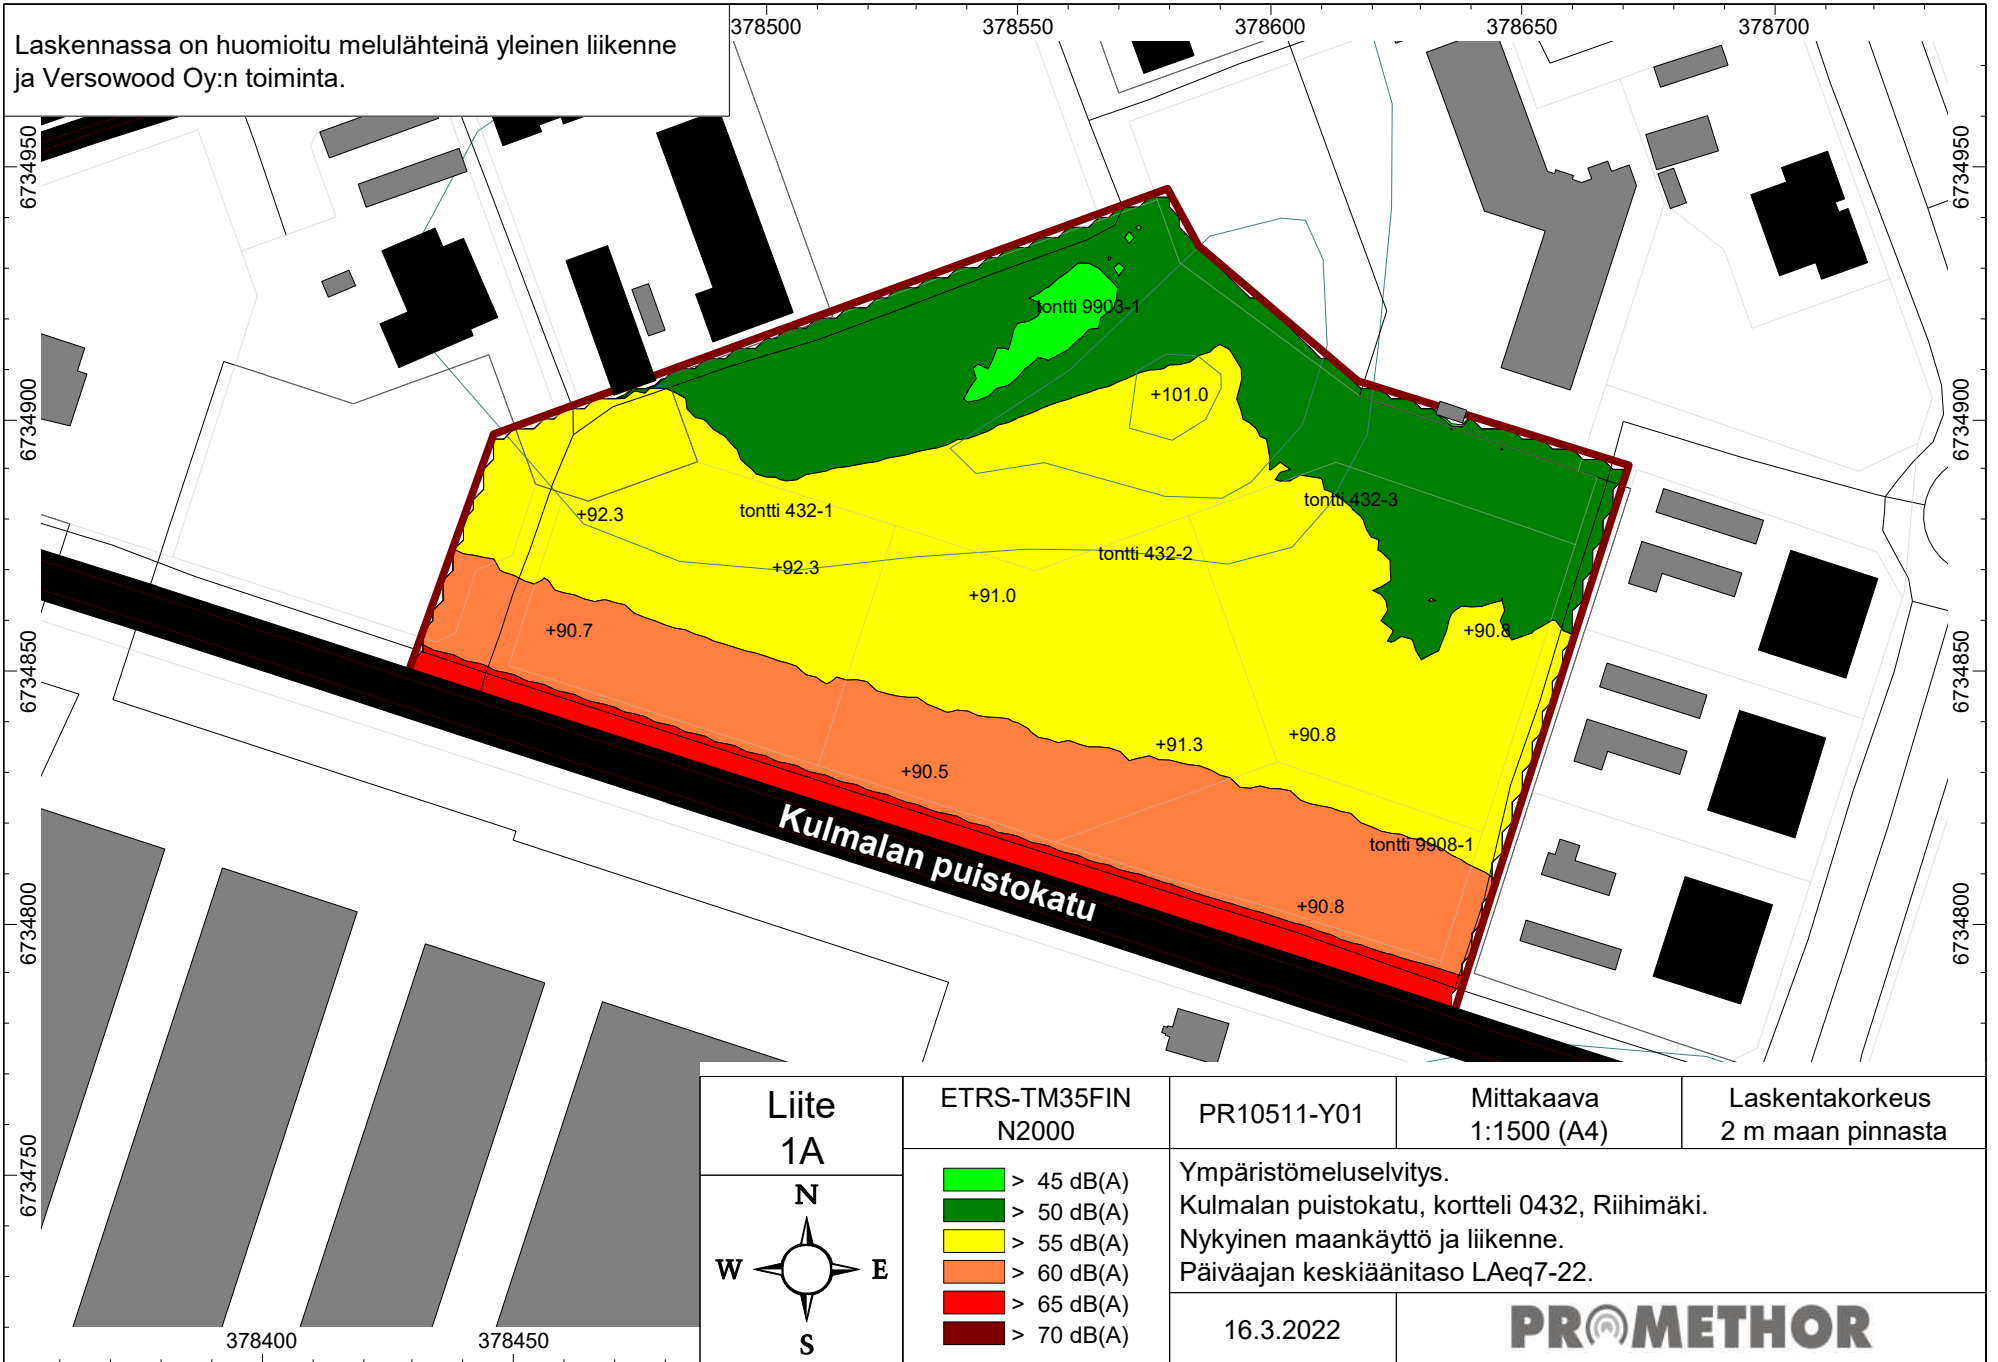 Laskennassa on huomioitu melulähteinä yleinen liikenne
ja Versowood Oy:n toiminta.
378500
378550
378600
378650
378700
6734950
6734950
6734900
6734900
6734850
6734850
6734800
6734800
6734750
378400
378450
tontti 9903-1
+101.0
tontti 432-3
tontti 432-1
+92.3
+92.3
tontti 432-2
+91.0
+90.7
+90.8
+91.3
+90.8
+90.5
tontti 9908-1
+90.8
Kulmalan puistokatu
Liite
1A
N
W
E
S
ETRS-TM35FIN
N2000
PR10511-Y01
Mittakaava
1:1500 (A4)
Laskentakorkeus
2 m maan pinnasta
> 45 dB(A)
> 50 dB(A)
> 55 dB(A)
> 60 dB(A)
> 65 dB(A)
> 70 dB(A)
Ympäristömeluselvitys.
Kulmalan puistokatu, kortteli 0432, Riihimäki.
Nykyinen maankäyttö ja liikenne.
Päiväajan keskiäänitaso LAeq7-22.
16.3.2022
PROMETHOR